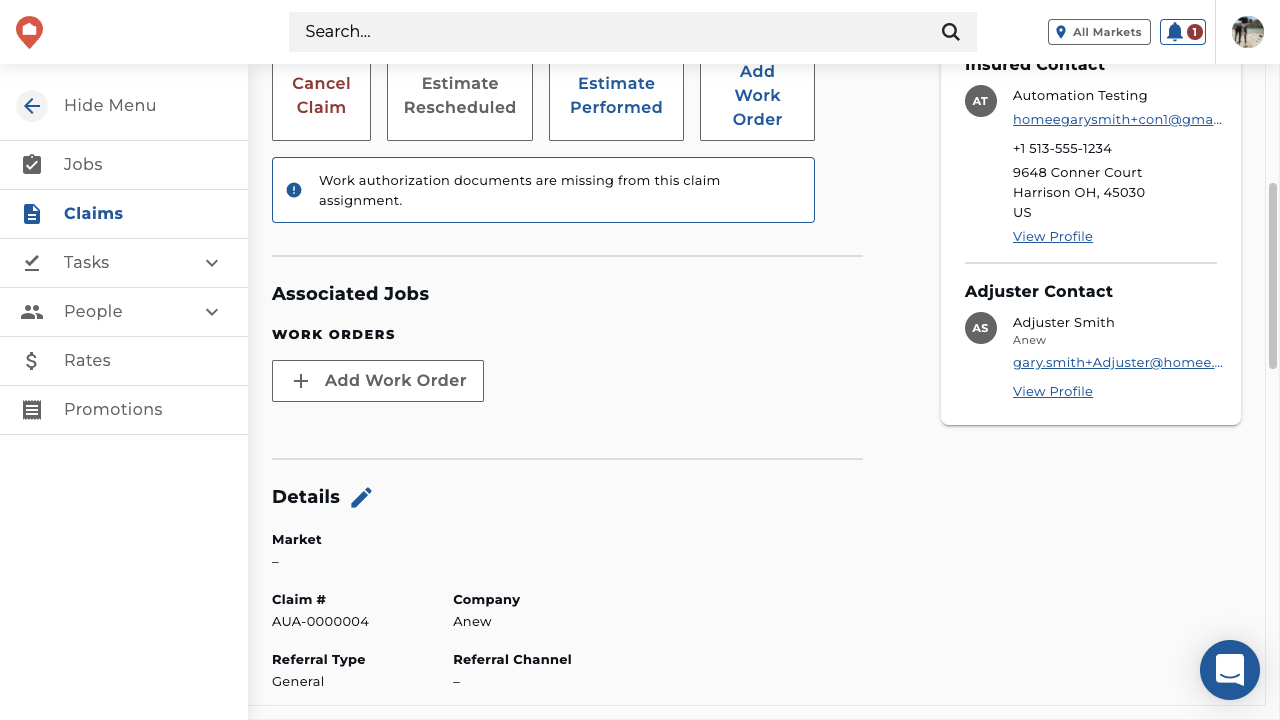 Search...
All Markets
1
Hide Menu
Jobs
Claims
Tasks
People
Rates
Promotions
Cancel
Claim
Estimate
Rescheduled
Estimate
Performed
Add
Work
Order
Work authorization documents are missing from this claim
assignment.
Associated Jobs
WORK ORDERS
Add Work Order
Details
Market
–
Claim #
AUA-0000004
Company
Anew
Referral Type
General
Referral Channel
–
Insured Contact
AT
Automation Testing
homeegarysmith+con1@gma...
+1 513-555-1234
9648 Conner Court
Harrison OH, 45030
US
View Profile
Adjuster Contact
AS
Adjuster Smith
Anew
gary.smith+Adjuster@homee....
View Profile